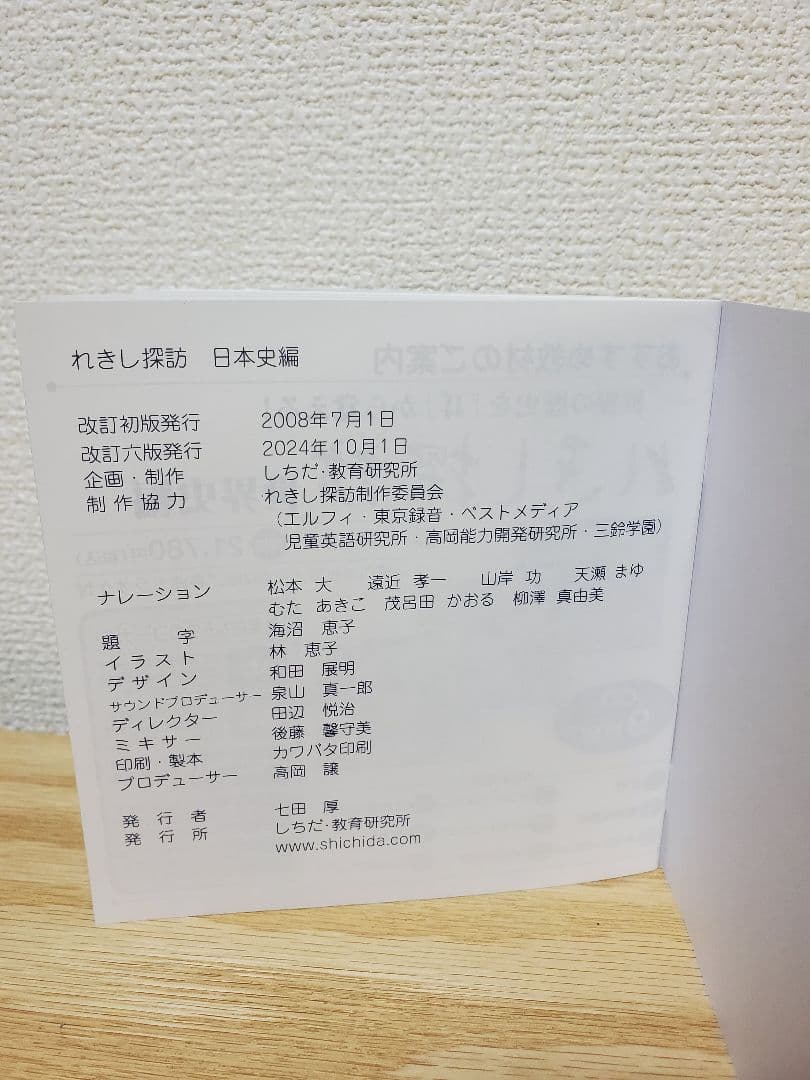 れきし探訪 日本史編
改訂初版発行 2008年7月1日
改訂六版発行 2024年10月1日
企画・制作 しちだ・教育研究所
制作協力 れきし探訪制作委員会
(エルフィ・東京録音・ベストメディア
児童英語研究所・高岡能力開発研究所・三鈴学園)
ナレーション 松本 大 遠近 孝一 山岸 功 天瀬 まゆ
むた あきこ 茂呂田 かおる 柳澤 真由美
題字 海沼 恵子
イラスト 林 恵子
デザイン 和田 展明
サウンドプロデューサー 泉山 真一郎
ディレクター 田辺 悦治
ミキサー 後藤 馨守美
印刷・製本 カワバタ印刷
プロデューサー 高岡 譲
発行者 七田 厚
発行所 しちだ・教育研究所
www.shichida.com